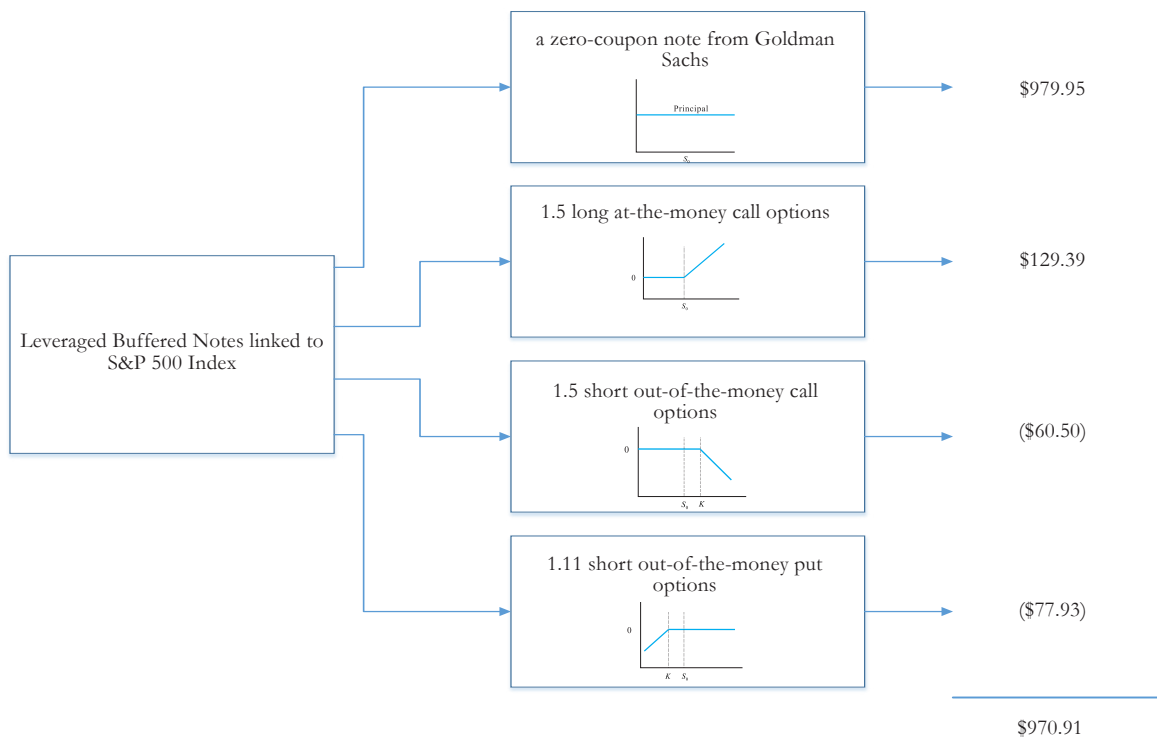 a zero-coupon note from Goldman
Sachs
Principal
S₀
$979.95
1.5 long at-the-money call options
0
S₀
$129.39
Leveraged Buffered Notes linked to
S&P 500 Index
1.5 short out-of-the-money call
options
0
S₀ K
($60.50)
1.11 short out-of-the-money put
options
0
K S₀
($77.93)
$970.91